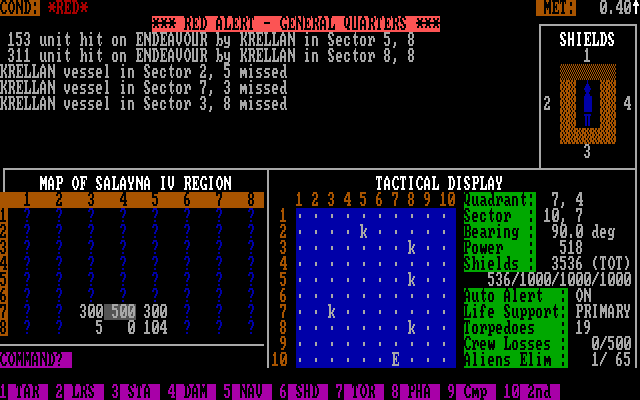 COND: *RED* MET: 0.40↑
*** RED ALERT - GENERAL QUARTERS ***
153 unit hit on ENDEAVOUR by KRELLAN in Sector 5, 8
311 unit hit on ENDEAVOUR by KRELLAN in Sector 8, 8
KRELLAN vessel in Sector 2, 5 missed
KRELLAN vessel in Sector 7, 3 missed
KRELLAN vessel in Sector 3, 8 missed
SHIELDS
1
2 4
3
MAP OF SALAYNA IV REGION
1 2 3 4 5 6 7 8
1 ? ? ? ? ? ? ? ?
2 ? ? ? ? ? ? ? ?
3 ? ? ? ? ? ? ? ?
4 ? ? ? ? ? ? ? ?
5 ? ? ? ? ? ? ? ?
6 ? ? ? ? ? ? ? ?
7 ? ? 300 500 300 ? ? ?
8 ? ? 5 0 104 ? ? ?
COMMAND?
TACTICAL DISPLAY
1 2 3 4 5 6 7 8 9 10
1 . . . . . . . . . .
2 . . . . k . . . . .
3 . . . . . . . k . .
4 . . . . . . . . . .
5 . . . . . . . k . .
6 . . . . . . . . . .
7 . . k . . . . . . .
8 . . . . . . . k . .
9 . . . . . . . . . .
10 . . . . . . E . . .
Quadrant: 7, 4
Sector : 10, 7
Bearing : 90.0 deg
Power : 518
Shields : 3536 (TOT)
536/1000/1000/1000
Auto Alert : ON
Life Support: PRIMARY
Torpedoes : 19
Crew Losses : 0/500
Aliens Elim : 1/ 65
1 TAR 2 LRS 3 STA 4 DAM 5 NAV 6 SHD 7 TOR 8 PHA 9 Cmp 10 2nd